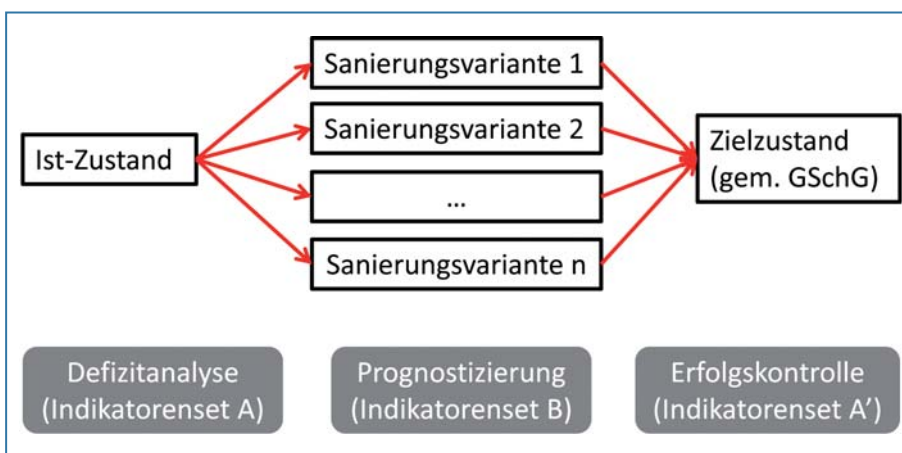 Sanierungsvariante 1
Sanierungsvariante 2
Ist-Zustand
...
Sanierungsvariante n
Zielzustand
(gem. GSchG)
Defizitanalyse
(Indikatorenset A)
Prognostizierung
(Indikatorenset B)
Erfolgskontrolle
(Indikatorenset A’)